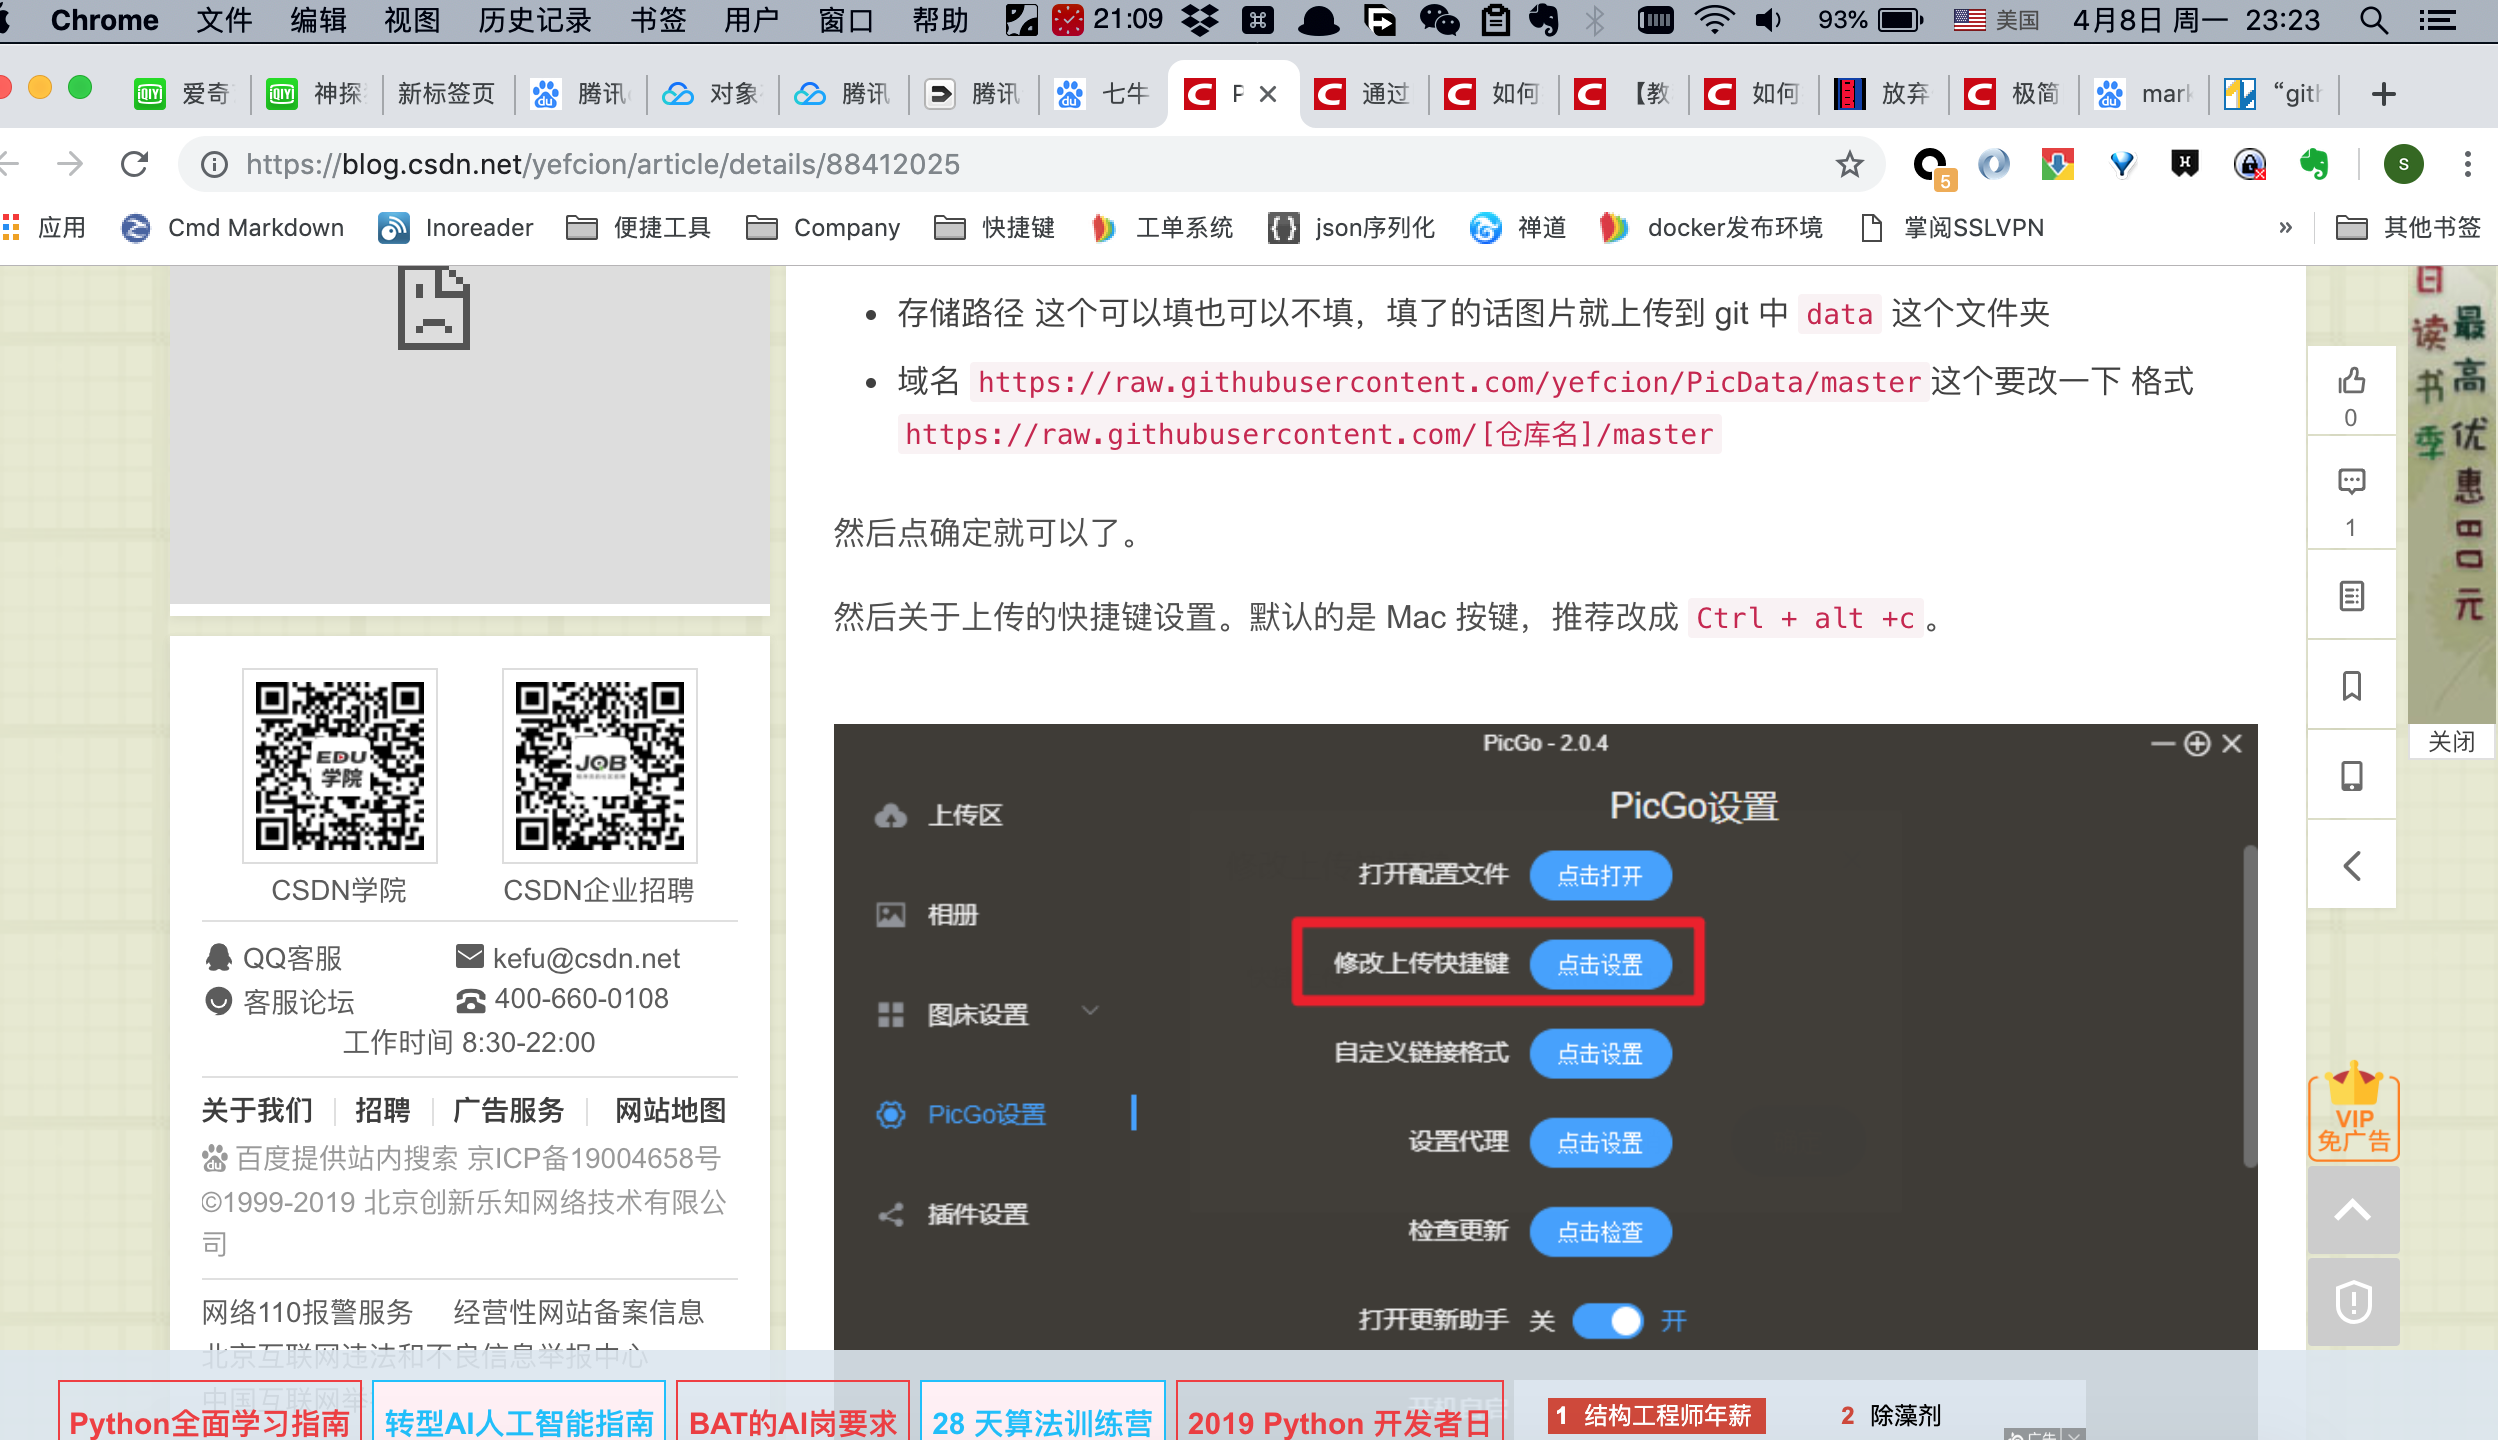 Chrome 文件 编辑 视图 历史记录 书签 用户 窗口 帮助 21:09 93% 美国 4月8日 周一 23:23
爱奇 神探 新标签页 腾讯 对象 腾讯 腾讯 七牛 P 通过 如何 【教 如何 放弃 极简 mark “gith
https://blog.csdn.net/yefcion/article/details/88412025 5 S
应用 Cmd Markdown Inoreader 便捷工具 Company 快捷键 工单系统 json序列化 禅道 docker发布环境 掌阅SSLVPN » 其他书签
存储路径 这个可以填也可以不填，填了的话图片就上传到 git 中 data 这个文件夹
域名 https://raw.githubusercontent.com/yefcion/PicData/master这个要改一下 格式
https://raw.githubusercontent.com/[仓库名]/master
然后点确定就可以了。
然后关于上传的快捷键设置。默认的是 Mac 按键，推荐改成 Ctrl + alt +c。
PicGo - 2.0.4
PicGo设置
上传区
相册
图床设置
PicGo设置
插件设置
打开配置文件 点击打开
修改上传快捷键 点击设置
自定义链接格式 点击设置
设置代理 点击设置
检查更新 点击检查
打开更新助手 关 开
EDU
学院
JOB
CSDN学院 CSDN企业招聘
QQ客服 kefu@csdn.net
客服论坛 400-660-0108
工作时间 8:30-22:00
关于我们 招聘 广告服务 网站地图
百度提供站内搜索 京ICP备19004658号
©1999-2019 北京创新乐知网络技术有限公
司
网络110报警服务 经营性网站备案信息
北京互联网违法和不良信息举报中心
中国互联网举
0
1
日读书季
最高优惠四口元
关闭
VIP
免广告
Python全面学习指南 转型AI人工智能指南 BAT的AI岗要求 28 天算法训练营 2019 Python 开发者日 1 结构工程师年薪 2 除藻剂
广告